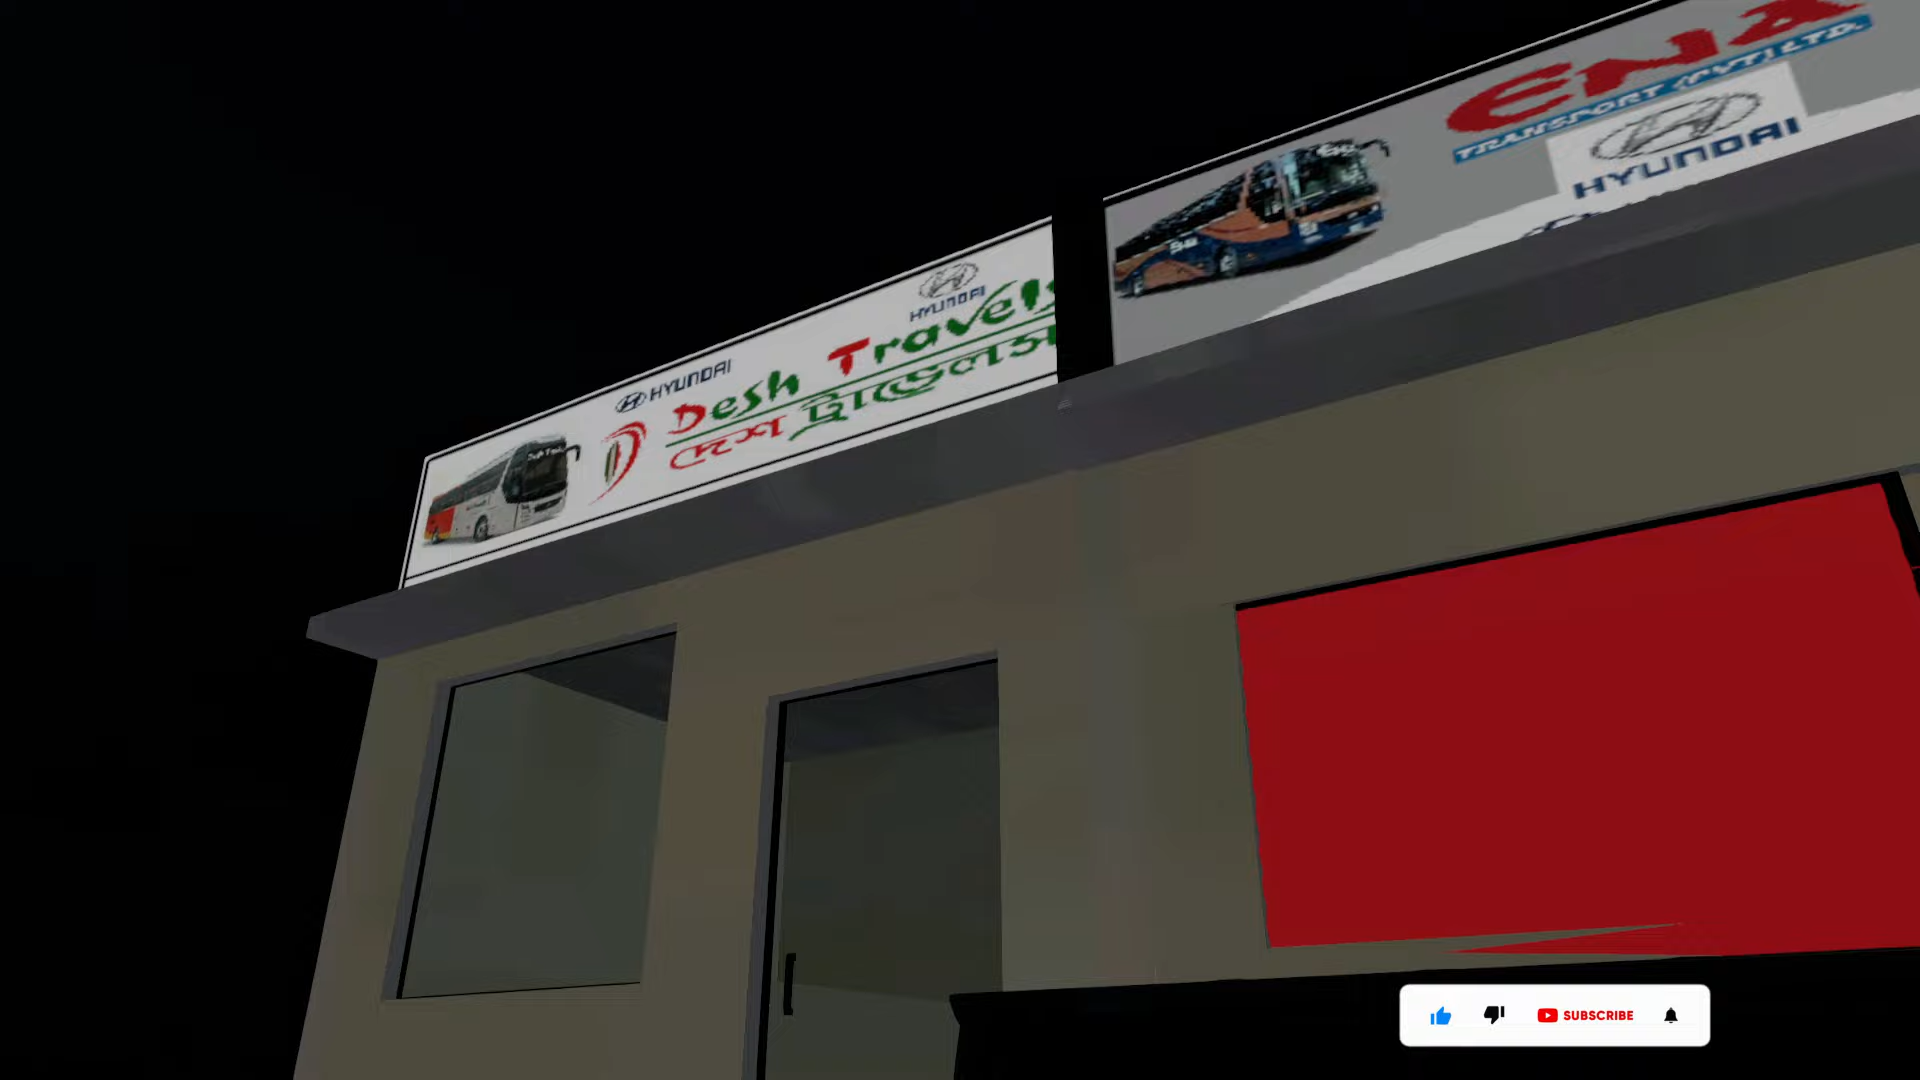 HYUNDAI
HYUNDAI
Desh Travels
দেশ ট্রাভেলস
ENA
TRANSPORT (PVT) LTD.
HYUNDAI
SUBSCRIBE